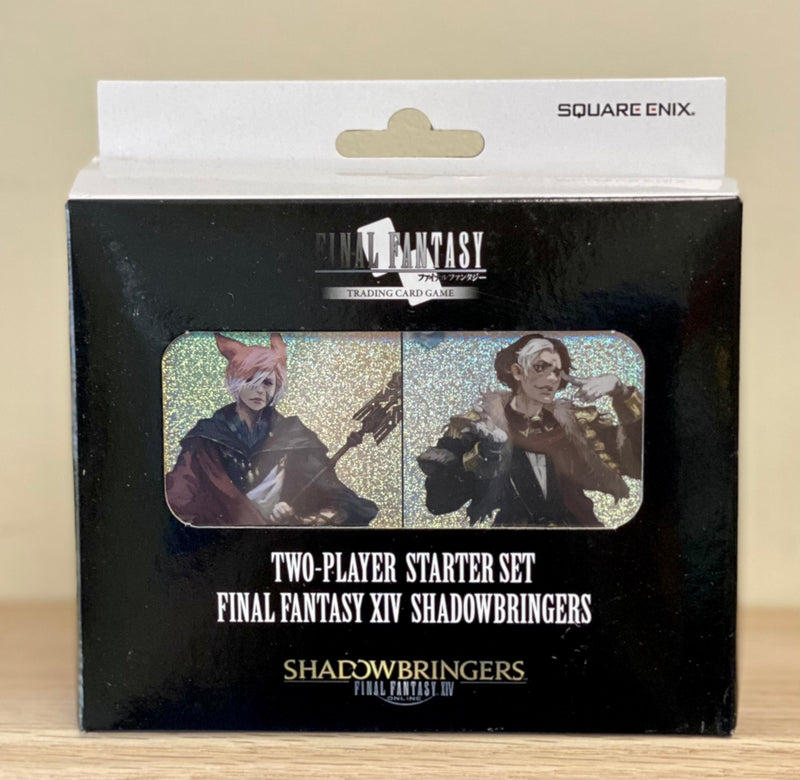 SQUARE ENIX.
FINAL FANTASY
ファイナルファンタジー
TRADING CARD GAME
TWO-PLAYER STARTER SET
FINAL FANTASY XIV SHADOWBRINGERS
SHADOWBRINGERS
FINAL FANTASY XIV
ONLINE